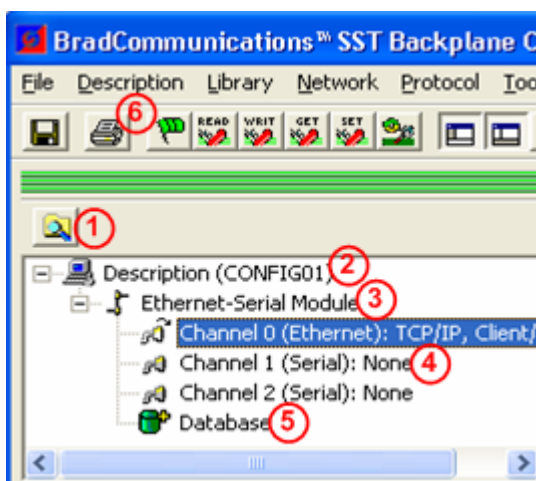 BradCommunications™ SST Backplane C
File Description Library Network Protocol Too
6
READ WRIT GET SET
1
Description (CONFIG01) 2
Ethernet-Serial Module 3
Channel 0 (Ethernet): TCP/IP, Client/
Channel 1 (Serial): None 4
Channel 2 (Serial): None
Database 5